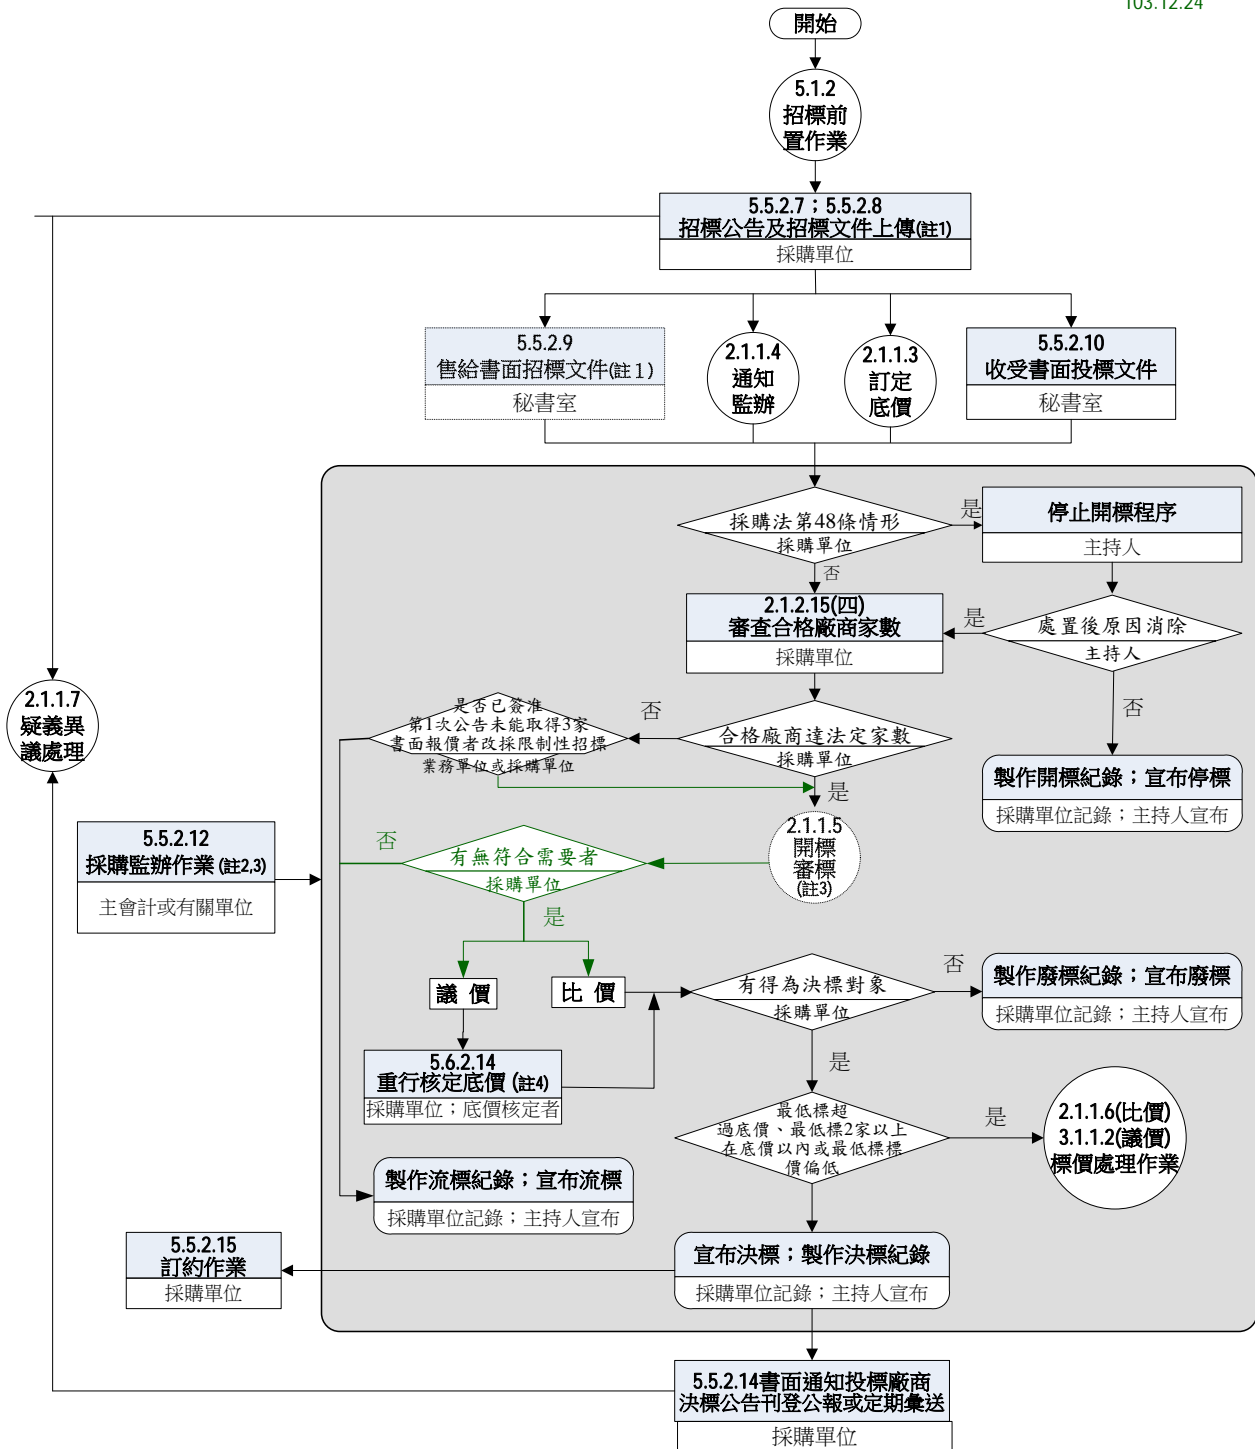 103.12.24
開始
5.1.2
招標前
置作業
5.5.2.7；5.5.2.8
招標公告及招標文件上傳(註1)
採購單位
5.5.2.9
售給書面招標文件(註1)
秘書室
2.1.1.4
通知
監辦
2.1.1.3
訂定
底價
5.5.2.10
收受書面投標文件
秘書室
採購法第48條情形
採購單位
是
否
停止開標程序
主持人
2.1.2.15(四)
審查合格廠商家數
採購單位
是
處置後原因消除
主持人
否
2.1.1.7
疑義異
議處理
是否已簽准
第1次公告未能取得3家
書面報價者改採限制性招標
業務單位或採購單位
否
合格廠商達法定家數
採購單位
是
製作開標紀錄；宣布停標
採購單位記錄；主持人宣布
5.5.2.12
採購監辦作業(註2,3)
主會計或有關單位
否
有無符合需要者
採購單位
是
2.1.1.5
開標
審標
(註3)
議 價
比 價
有得為決標對象
採購單位
否
是
製作廢標紀錄；宣布廢標
採購單位記錄；主持人宣布
5.6.2.14
重行核定底價(註4)
採購單位；底價核定者
最低標超
過底價、最低標2家以上
在底價以內或最低標標
價偏低
是
2.1.1.6(比價)
3.1.1.2(議價)
標價處理作業
製作流標紀錄；宣布流標
採購單位記錄；主持人宣布
5.5.2.15
訂約作業
採購單位
宣布決標；製作決標紀錄
採購單位記錄；主持人宣布
5.5.2.14書面通知投標廠商
決標公告刊登公報或定期彙送
採購單位